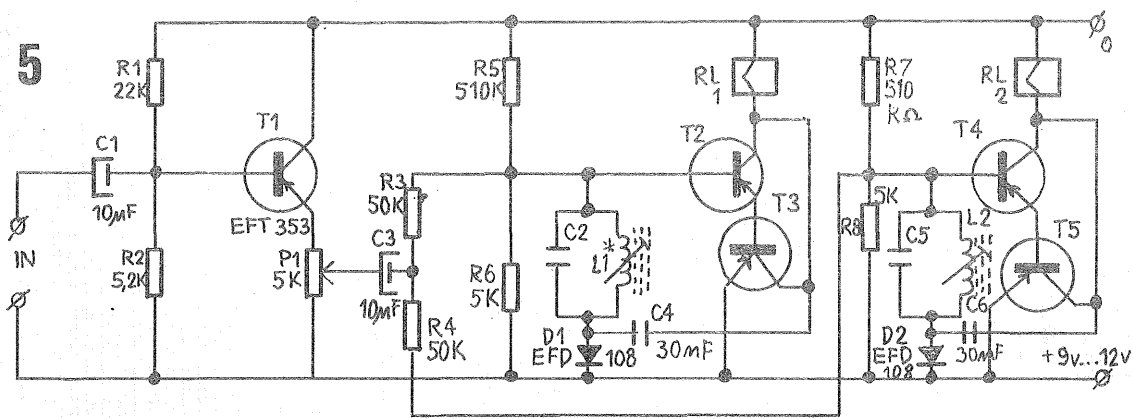 5
R1
22K
C1
10µF
IN
R2
5,2K
T1
EFT 353
P1
5K
R3
50K
C3
10µF
R4
50K
R5
510K
R6
5K
C2
L1*
D1
EFD
108
C4
30mF
RL
1
T2
T3
R7
510
KΩ
5K
R8
RL
2
T4
T5
C5
L2
C6
30mF
D2
EFD
108
0
+9v...12v